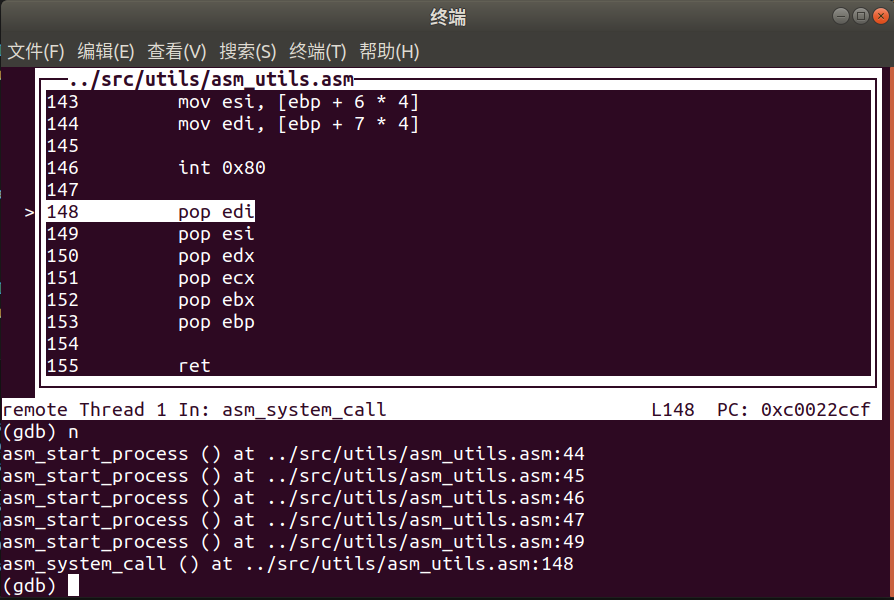 终端
文件(F) 编辑(E) 查看(V) 搜索(S) 终端(T) 帮助(H)
../src/utils/asm_utils.asm
143 mov esi, [ebp + 6 * 4]
144 mov edi, [ebp + 7 * 4]
145
146 int 0x80
147
>148 pop edi
149 pop esi
150 pop edx
151 pop ecx
152 pop ebx
153 pop ebp
154
155 ret
remote Thread 1 In: asm_system_call L148 PC: 0xc0022ccf
(gdb) n
asm_start_process () at ../src/utils/asm_utils.asm:44
asm_start_process () at ../src/utils/asm_utils.asm:45
asm_start_process () at ../src/utils/asm_utils.asm:46
asm_start_process () at ../src/utils/asm_utils.asm:47
asm_start_process () at ../src/utils/asm_utils.asm:49
asm_system_call () at ../src/utils/asm_utils.asm:148
(gdb)